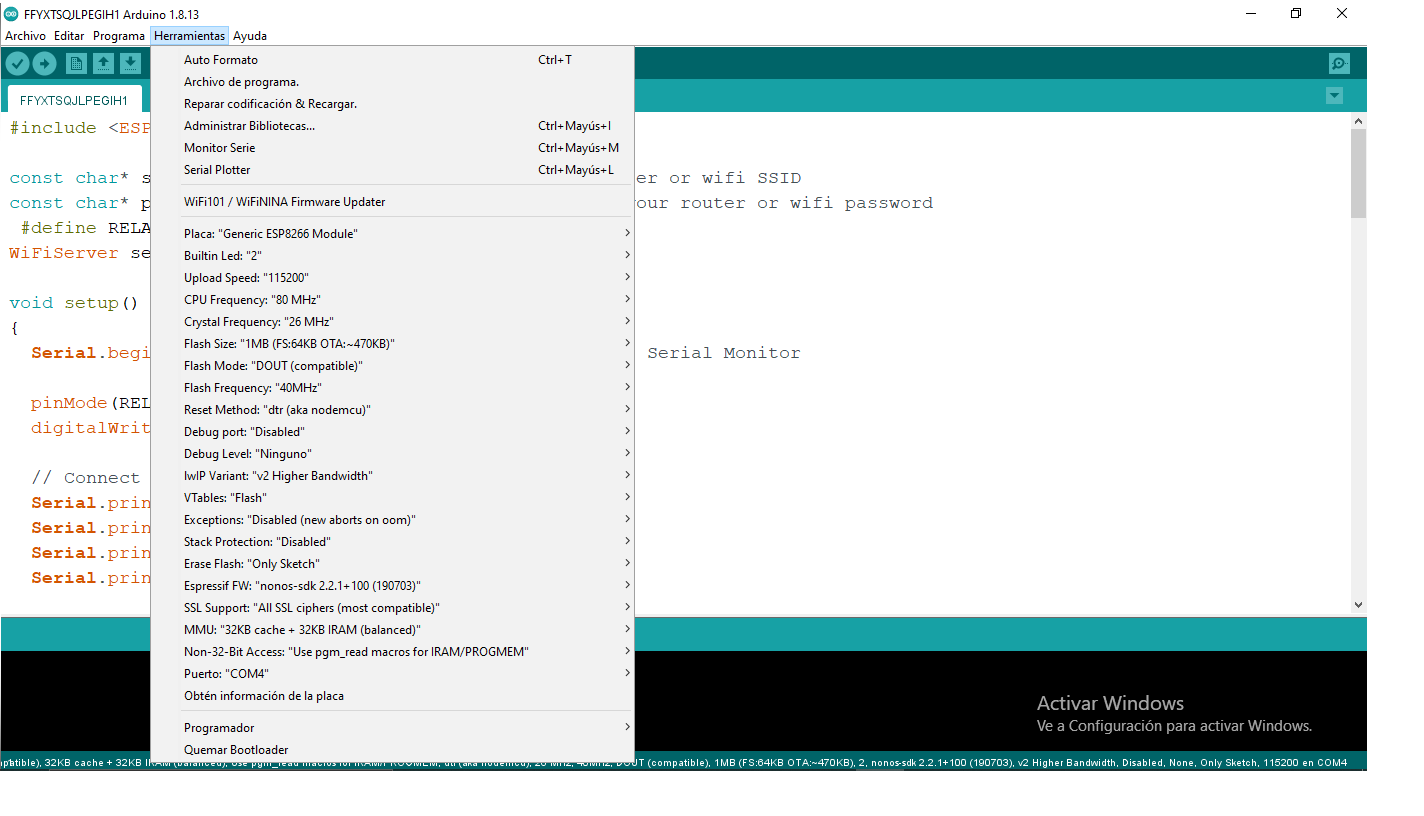 FFYXTSQJLPEGIH1 Arduino 1.8.13
Archivo Editar Programa Herramientas Ayuda
FFYXTSQJLPEGIH1
Auto Formato Ctrl+T
Archivo de programa.
Reparar codificación & Recargar.
Administrar Bibliotecas... Ctrl+Mayús+I
Monitor Serie Ctrl+Mayús+M
Serial Plotter Ctrl+Mayús+L
WiFi101 / WiFiNINA Firmware Updater
Placa: "Generic ESP8266 Module"
Builtin Led: "2"
Upload Speed: "115200"
CPU Frequency: "80 MHz"
Crystal Frequency: "26 MHz"
Flash Size: "1MB (FS:64KB OTA:~470KB)"
Flash Mode: "DOUT (compatible)"
Flash Frequency: "40MHz"
Reset Method: "dtr (aka nodemcu)"
Debug port: "Disabled"
Debug Level: "Ninguno"
lwIP Variant: "v2 Higher Bandwidth"
VTables: "Flash"
Exceptions: "Disabled (new aborts on oom)"
Stack Protection: "Disabled"
Erase Flash: "Only Sketch"
Espressif FW: "nonos-sdk 2.2.1+100 (190703)"
SSL Support: "All SSL ciphers (most compatible)"
MMU: "32KB cache + 32KB IRAM (balanced)"
Non-32-Bit Access: "Use pgm_read macros for IRAM/PROGMEM"
Puerto: "COM4"
Obtén información de la placa
Programador
Quemar Bootloader
#include <ESP
const char* s er or wifi SSID
const char* p our router or wifi password
#define RELA
WiFiServer se
void setup()
{
Serial.begi Serial Monitor
pinMode(REL
digitalWrit
// Connect
Serial.prin
Serial.prin
Serial.prin
Serial.prin
Activar Windows
Ve a Configuración para activar Windows.
patible), 32KB cache + 32KB IRAM (balanced), Use pgm_read macros for IRAM/PROGMEM, dtr (aka nodemcu), 26 MHz, 40MHz, DOUT (compatible), 1MB (FS:64KB OTA:~470KB), 2, nonos-sdk 2.2.1+100 (190703), v2 Higher Bandwidth, Disabled, None, Only Sketch, 115200 en COM4